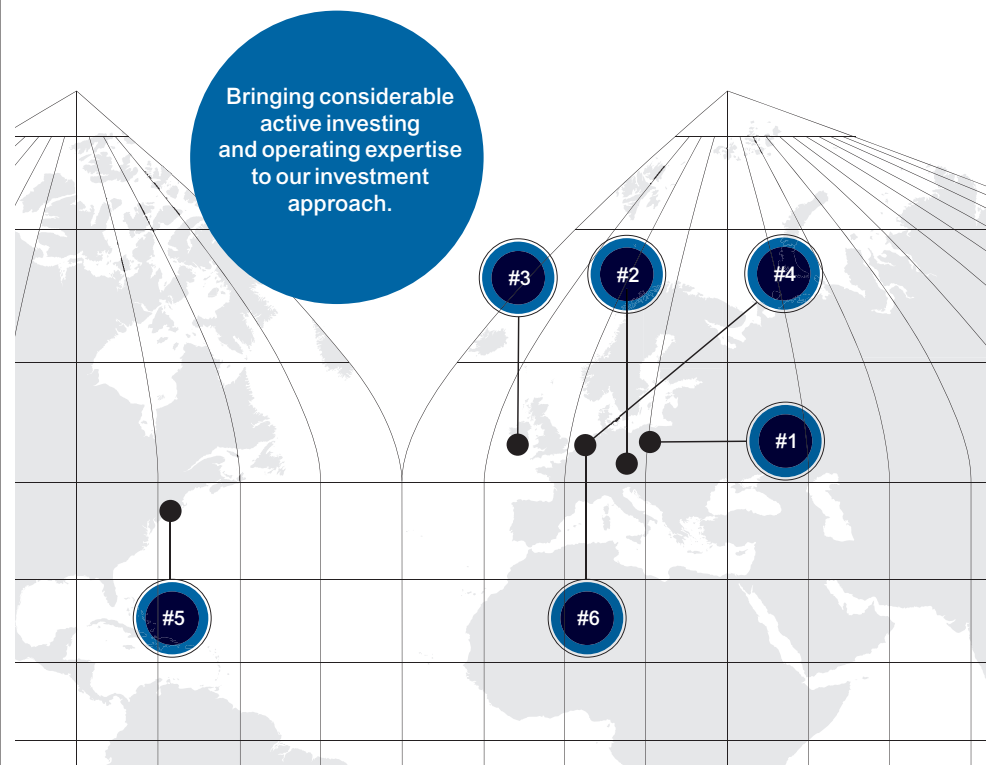 Bringing considerable
active investing
and operating expertise
to our investment
approach.
#3
#2
#4
#1
#5
#6